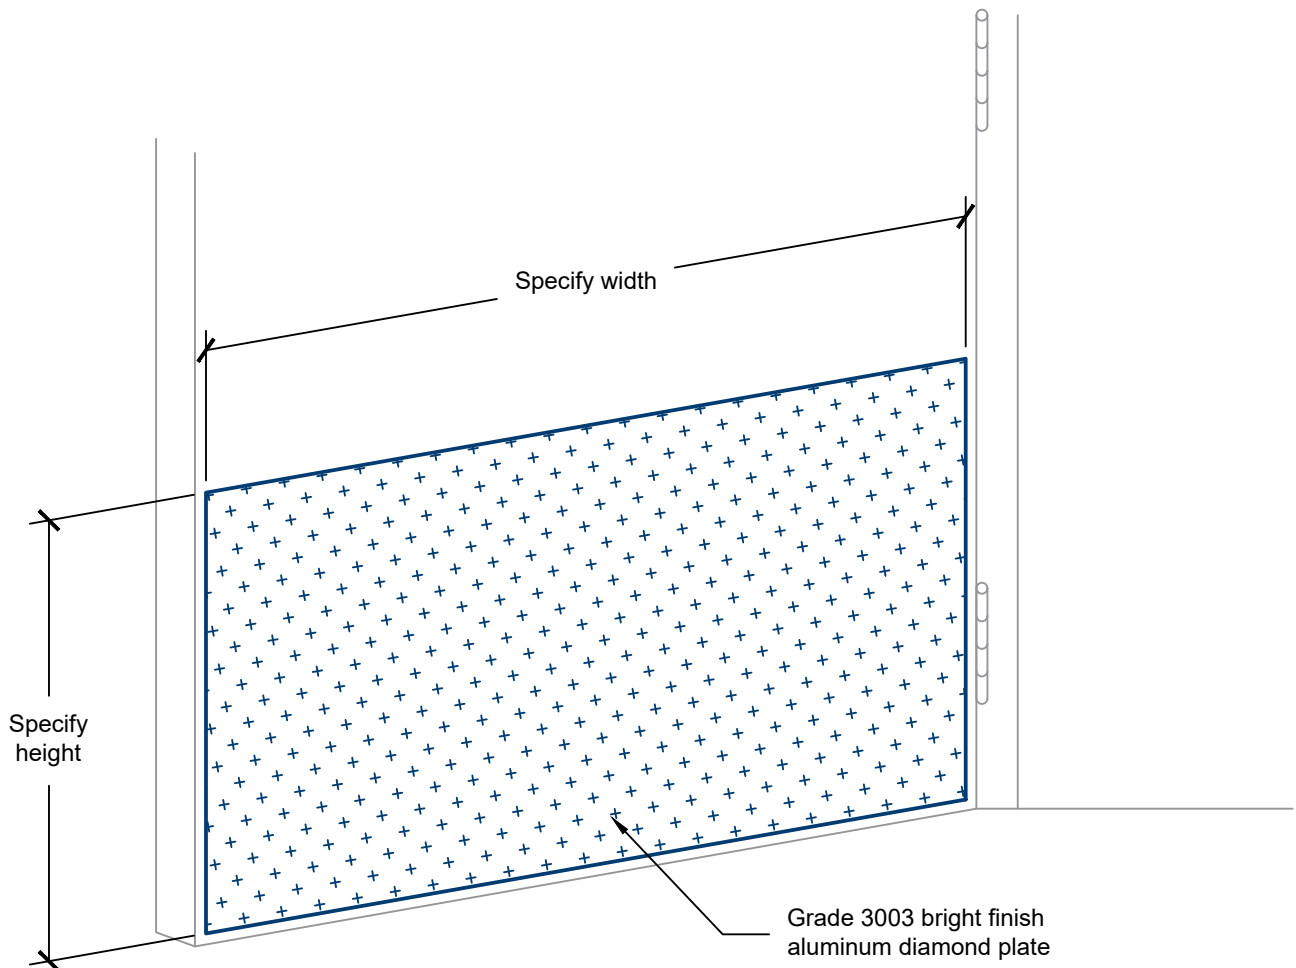 Specify width
Specify
height
Grade 3003 bright finish
aluminum diamond plate